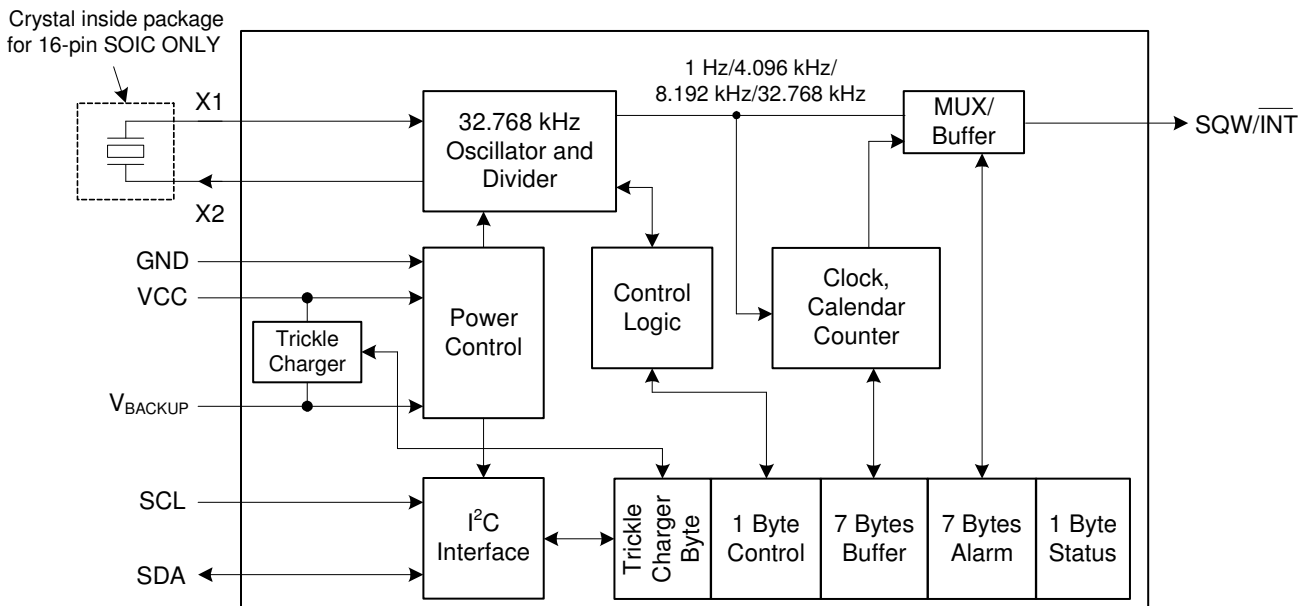 Crystal inside package
for 16-pin SOIC ONLY
X1
X2
1 Hz/4.096 kHz/
8.192 kHz/32.768 kHz
32.768 kHz
Oscillator and
Divider
MUX/
Buffer
SQW/INT
GND
VCC
Trickle
Charger
VBACKUP
Power
Control
Control
Logic
Clock,
Calendar
Counter
SCL
SDA
I²C
Interface
Trickle
Charger
Byte
1 Byte
Control
7 Bytes
Buffer
7 Bytes
Alarm
1 Byte
Status